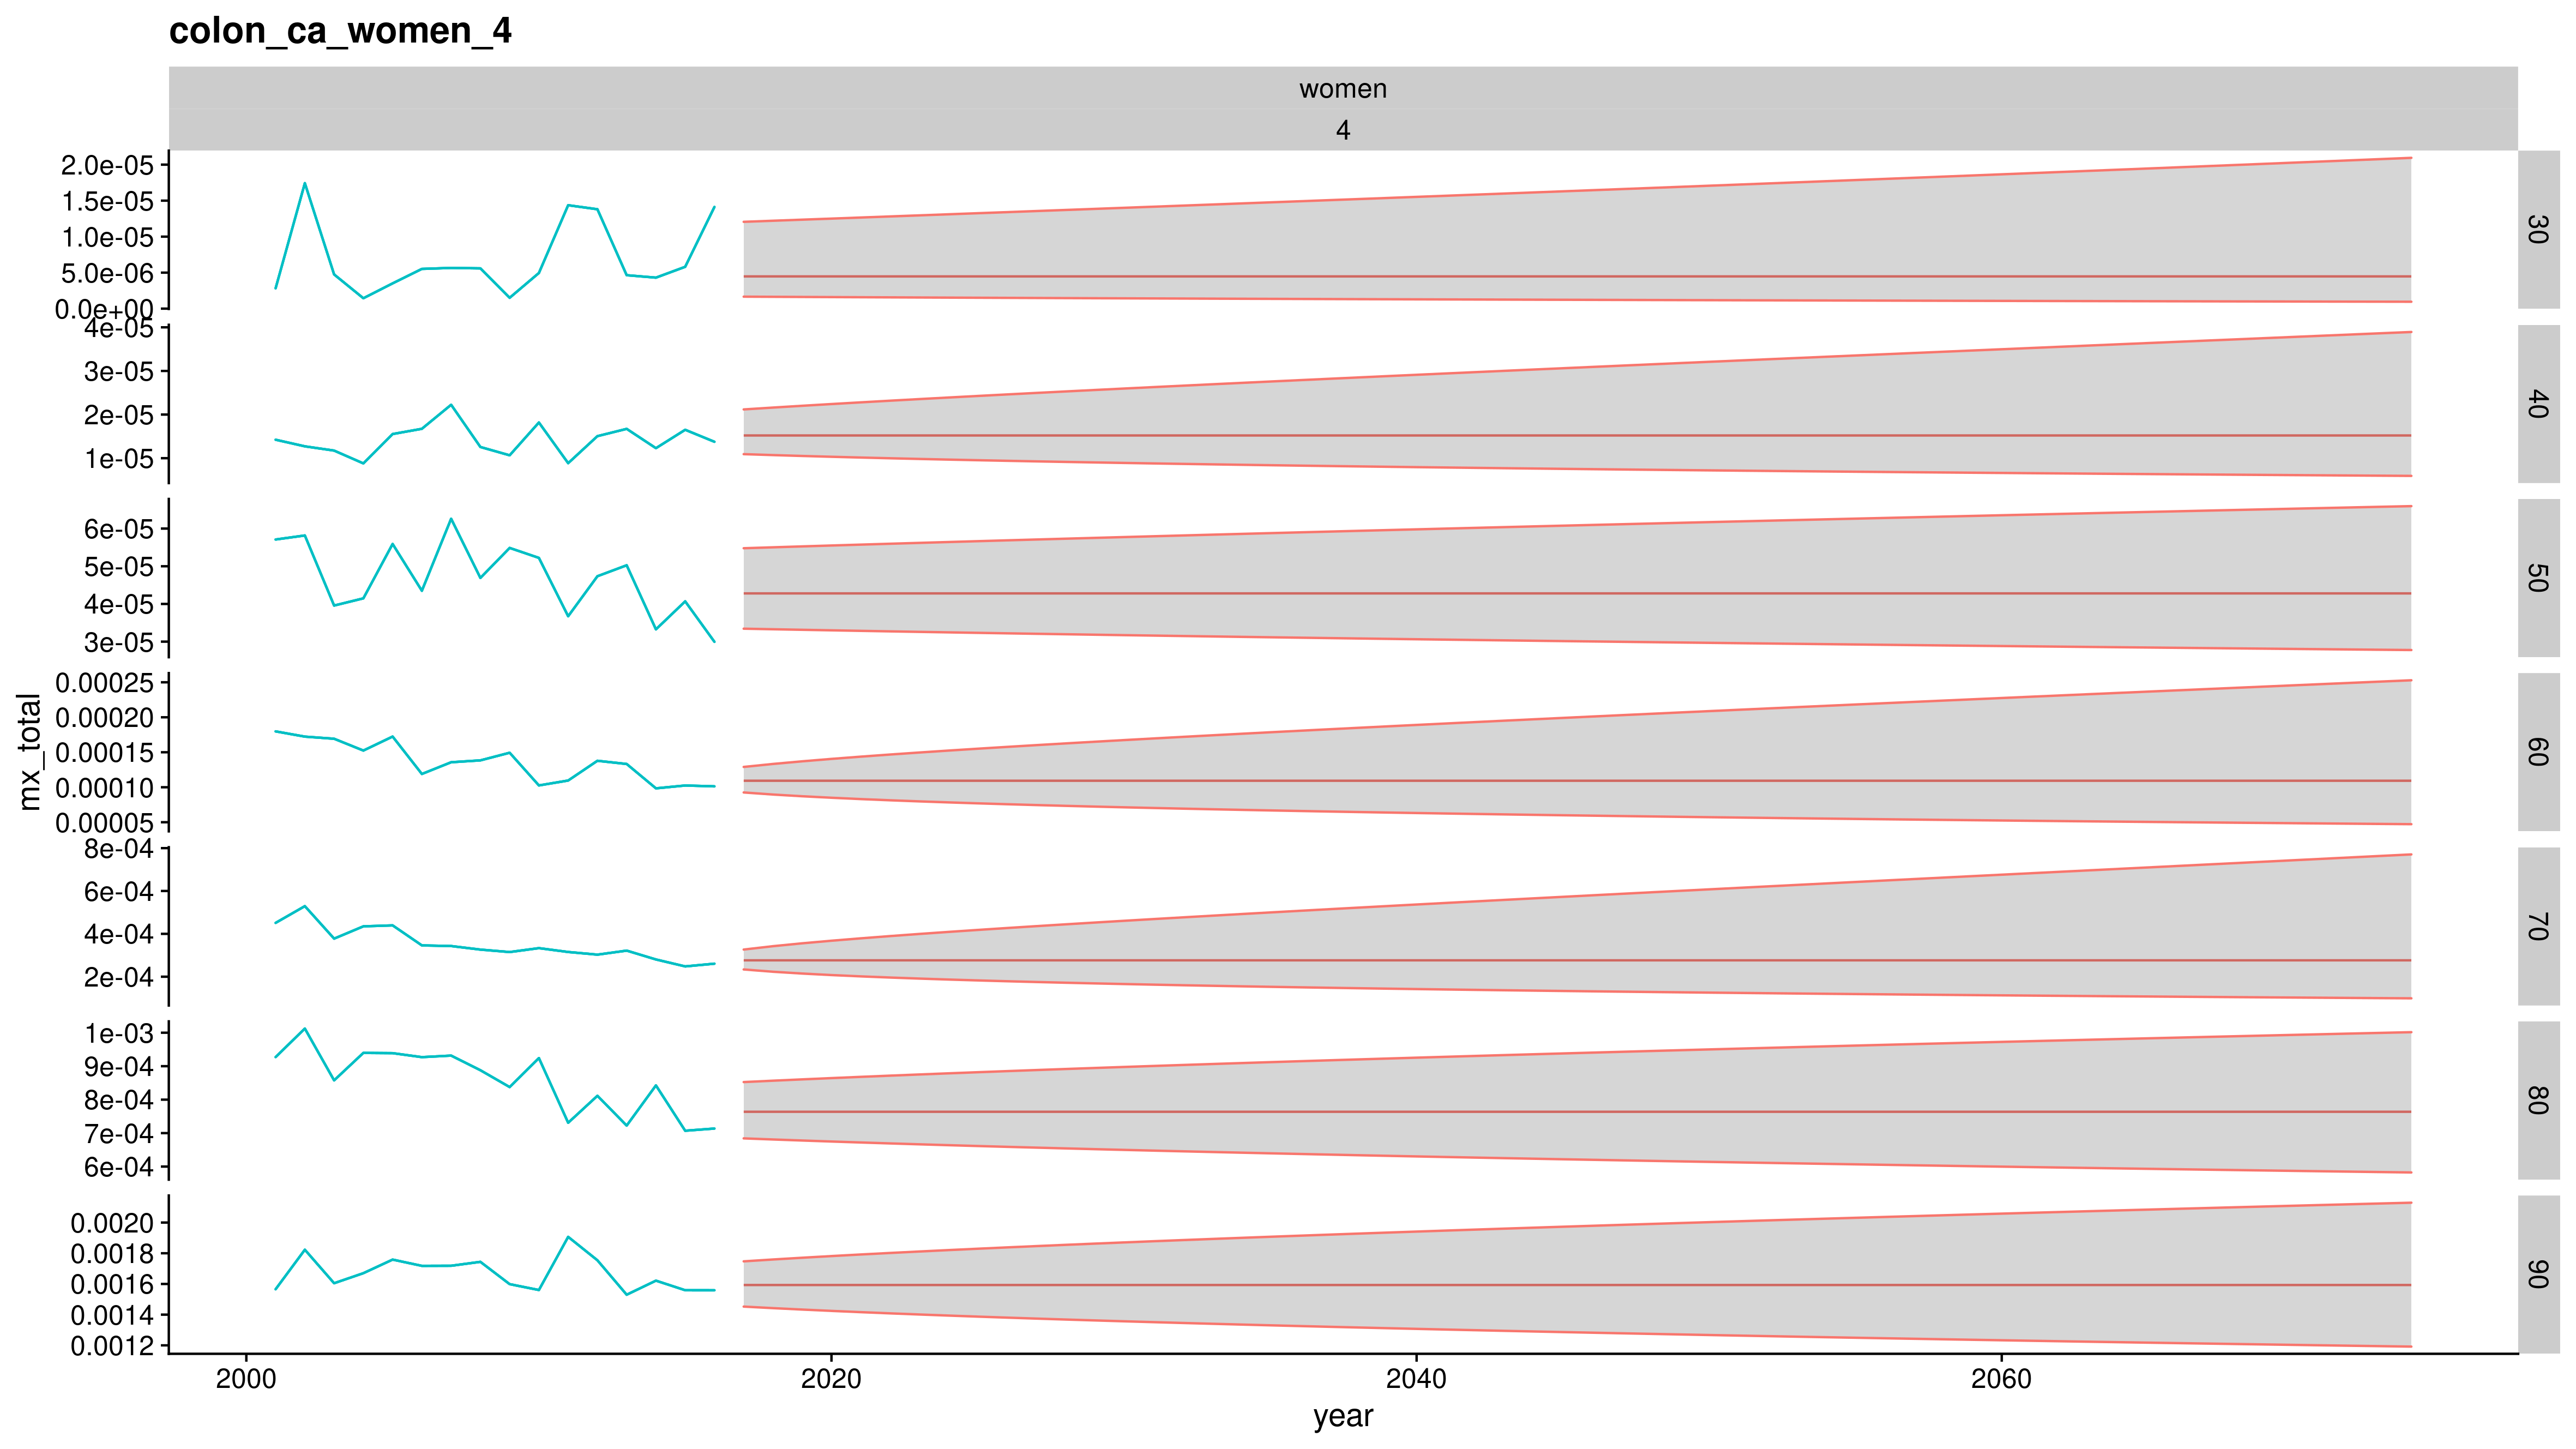 colon_ca_women_4
women
4
2.0e-05
1.5e-05
1.0e-05
5.0e-06
0.0e+00
30
4e-05
3e-05
2e-05
1e-05
40
6e-05
5e-05
4e-05
3e-05
50
0.00025
0.00020
0.00015
0.00010
0.00005
60
8e-04
6e-04
4e-04
2e-04
70
1e-03
9e-04
8e-04
7e-04
6e-04
80
0.0020
0.0018
0.0016
0.0014
0.0012
90
mx_total
2000 2020 2040 2060
year